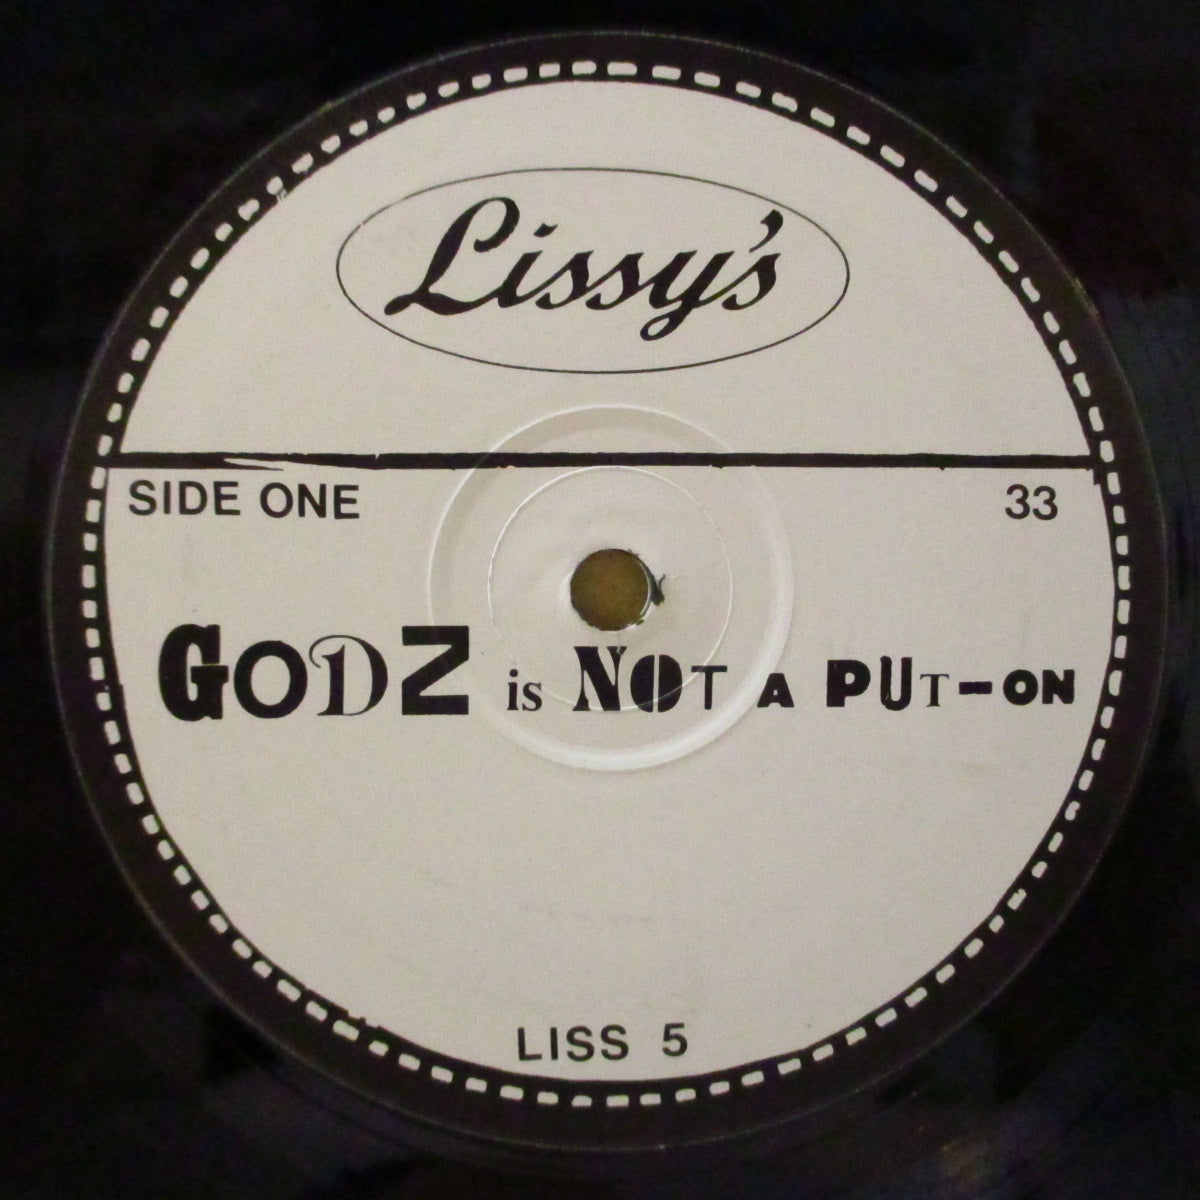 Lissy's
SIDE ONE 33
GODZ is NOT A PUT-ON
LISS 5